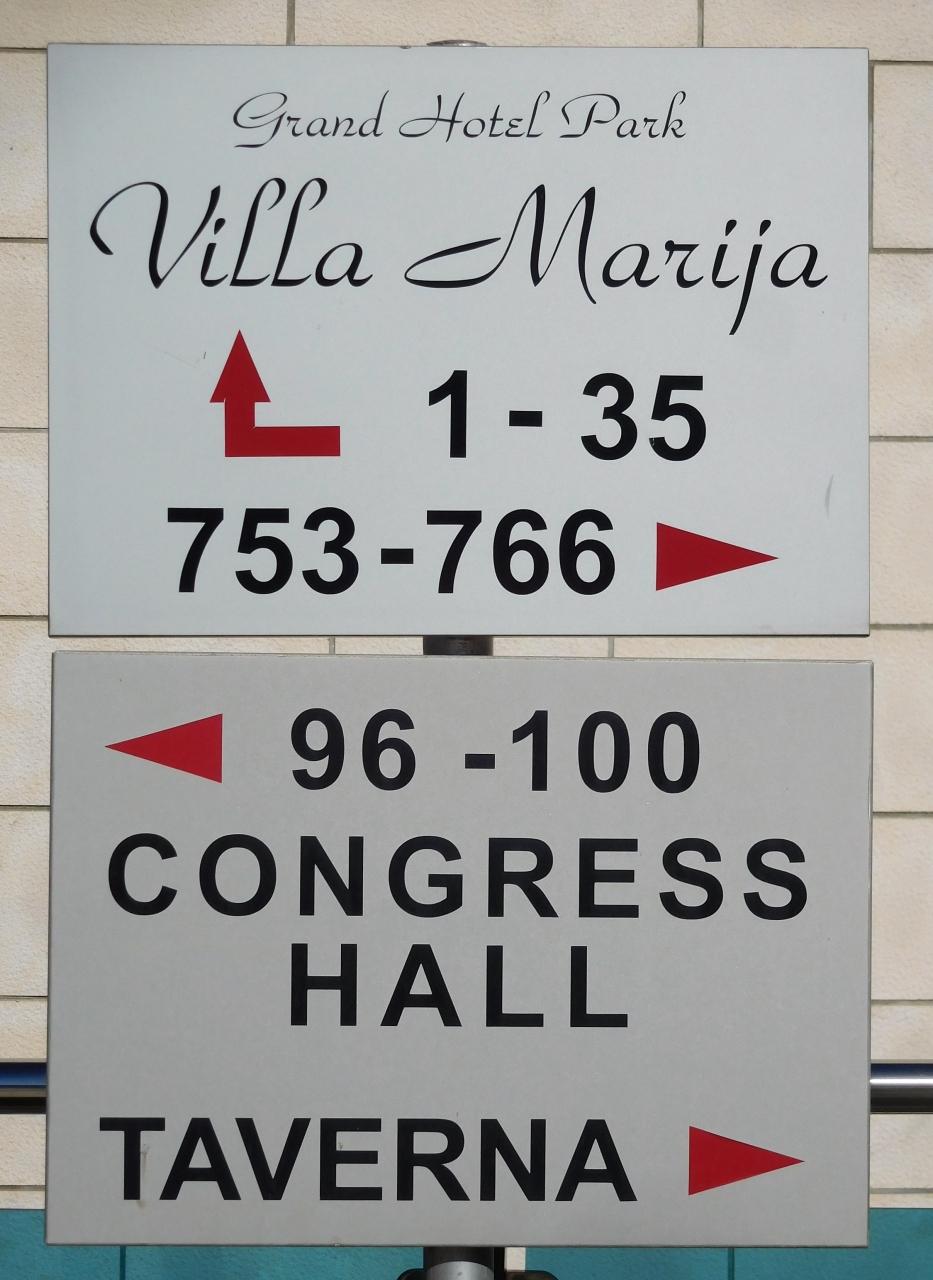 Grand Hotel Park
Villa Marija
1 - 35
753-766
96 -100
CONGRESS
HALL
TAVERNA